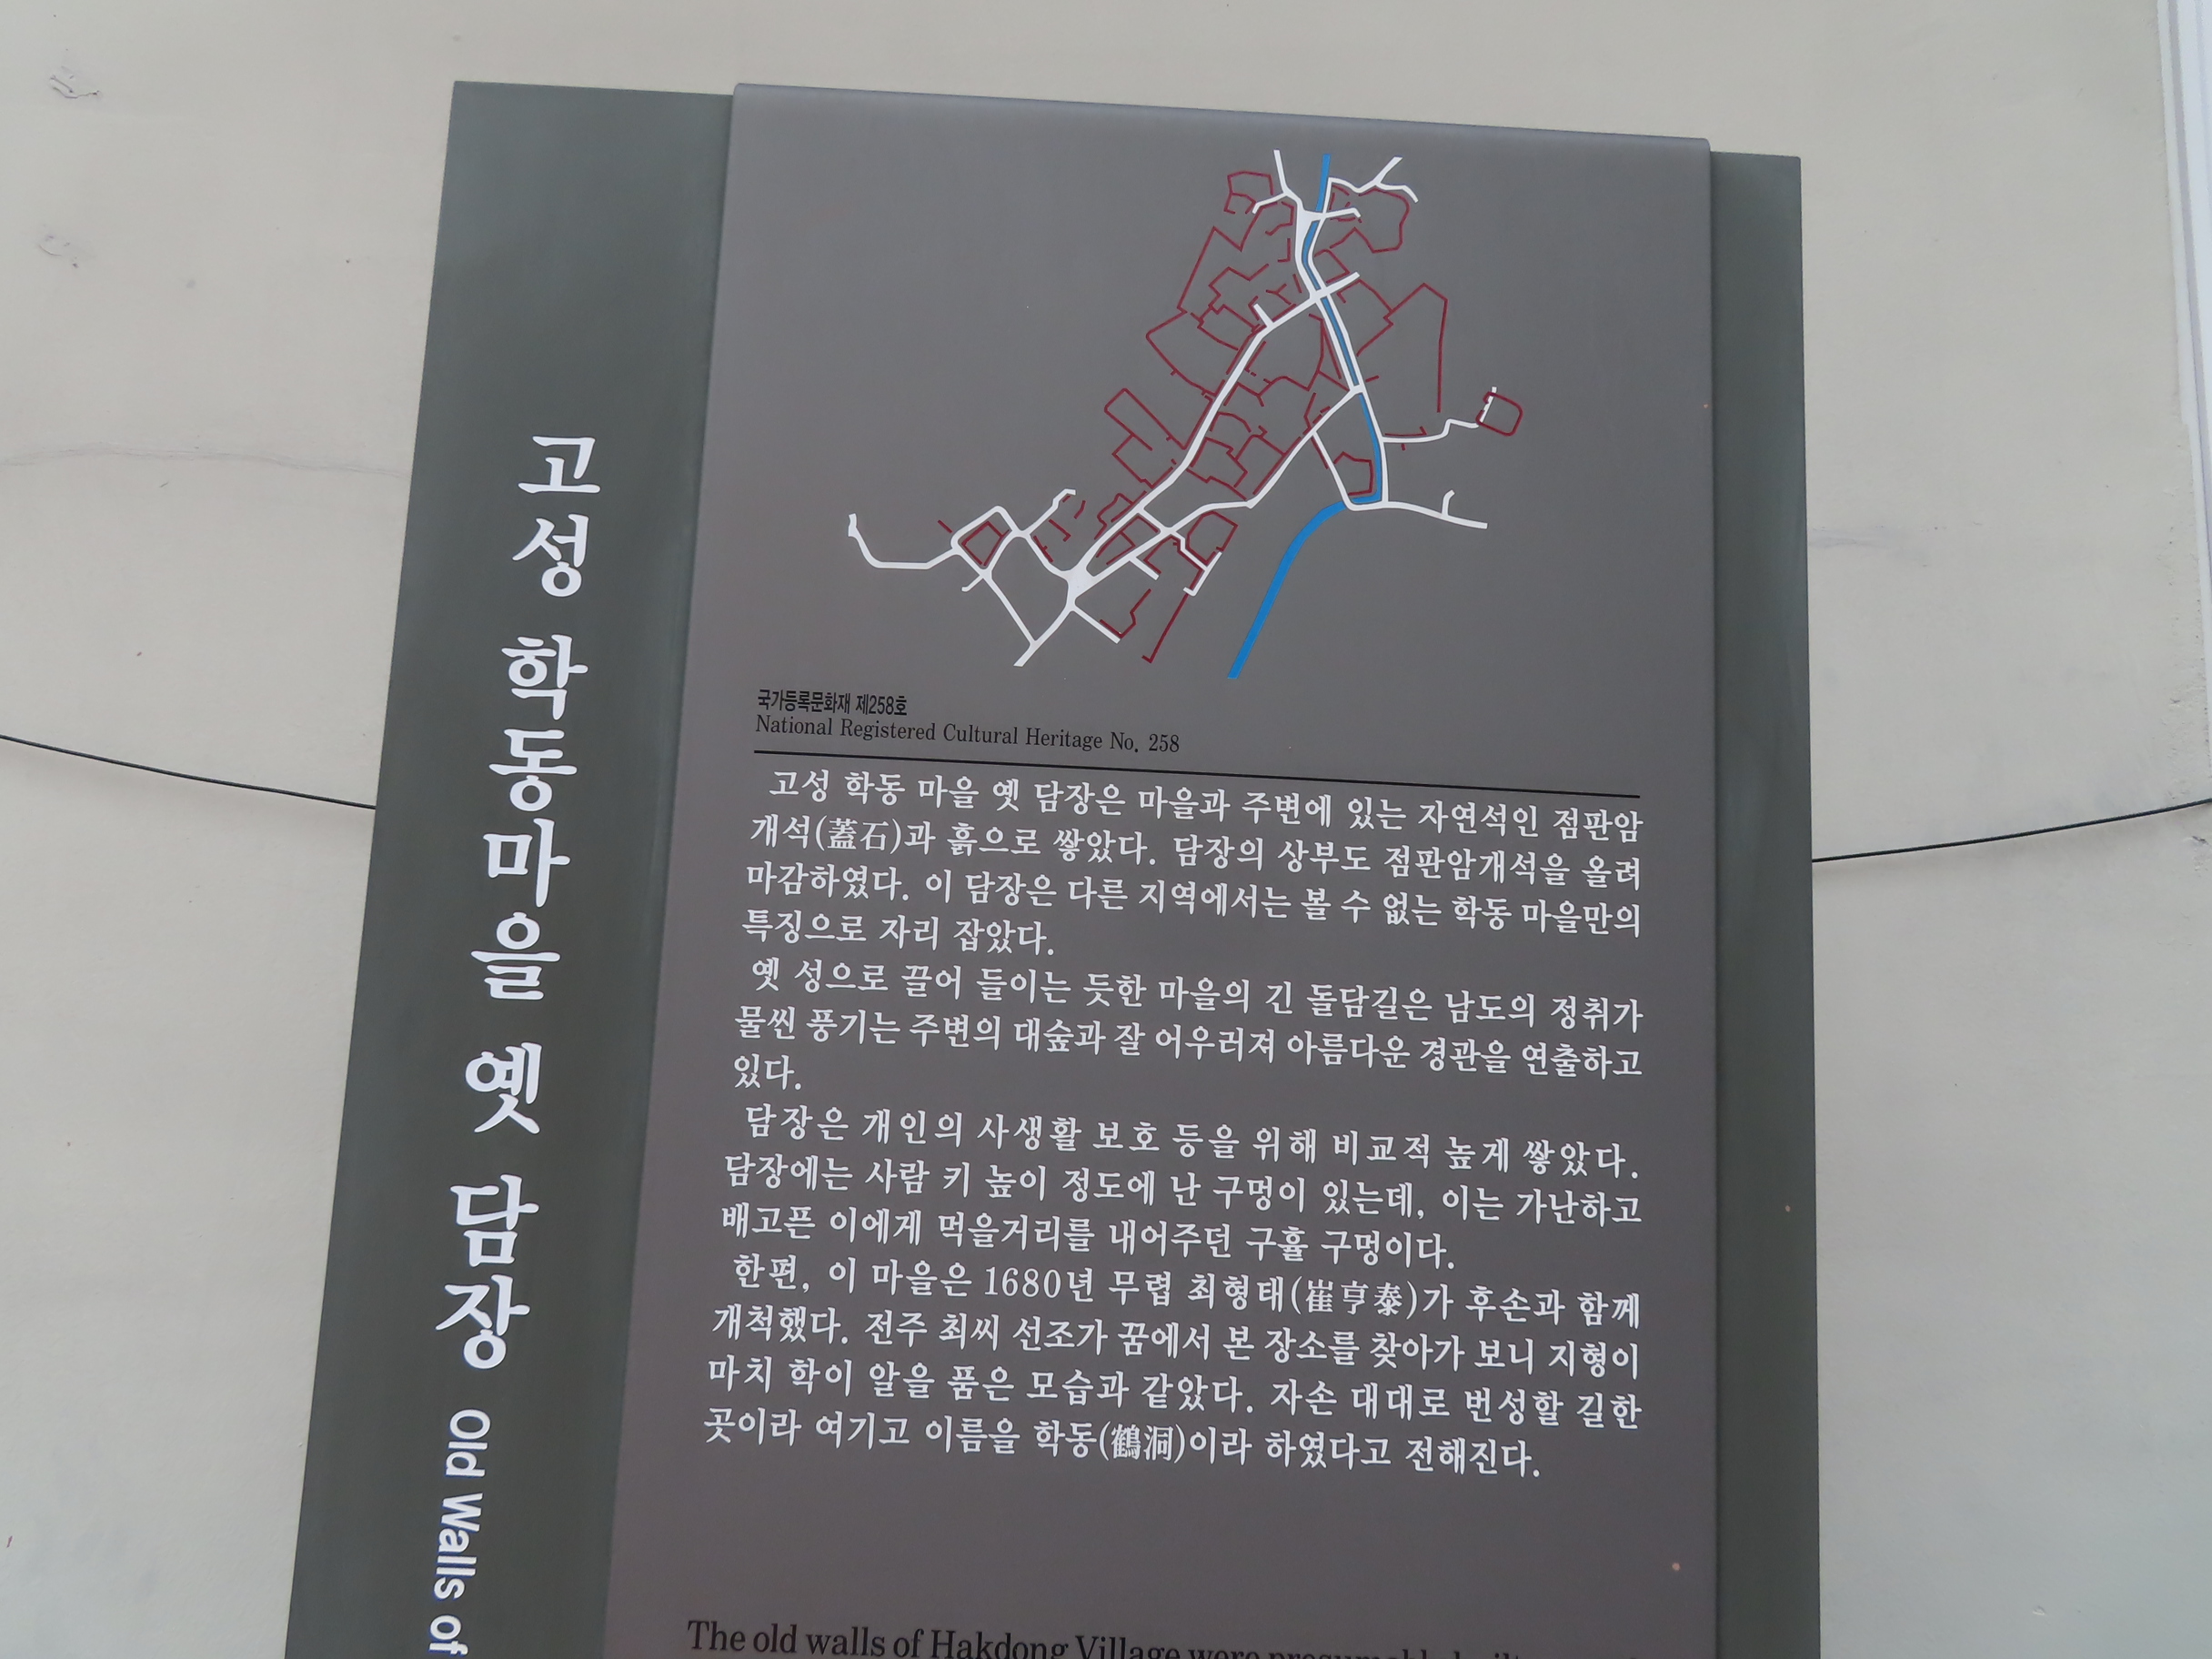 고성 학동마을 옛 담장 Old Walls of
국가등록문화재 제258호
National Registered Cultural Heritage No. 258
고성 학동 마을 옛 담장은 마을과 주변에 있는 자연석인 점판암
개석(蓋石)과 흙으로 쌓았다. 담장의 상부도 점판암개석을 올려
마감하였다. 이 담장은 다른 지역에서는 볼 수 없는 학동 마을만의
특징으로 자리 잡았다.
옛 성으로 끌어 들이는 듯한 마을의 긴 돌담길은 남도의 정취가
물씬 풍기는 주변의 대숲과 잘 어우러져 아름다운 경관을 연출하고
있다.
담장은 개인의 사생활 보호 등을 위해 비교적 높게 쌓았다.
담장에는 사람 키 높이 정도에 난 구멍이 있는데, 이는 가난하고
배고픈 이에게 먹을거리를 내어주던 구휼 구멍이다.
한편, 이 마을은 1680년 무렵 최형태(崔亨泰)가 후손과 함께
개척했다. 전주 최씨 선조가 꿈에서 본 장소를 찾아가 보니 지형이
마치 학이 알을 품은 모습과 같았다. 자손 대대로 번성할 길한
곳이라 여기고 이름을 학동(鶴洞)이라 하였다고 전해진다.
The old walls of Hakdong Village were presumably built